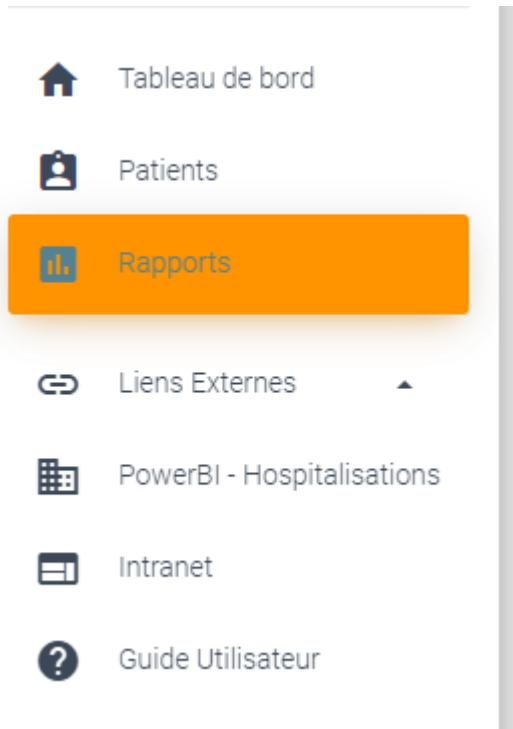 Tableau de bord
Patients
Rapports
Liens Externes
PowerBI - Hospitalisations
Intranet
Guide Utilisateur